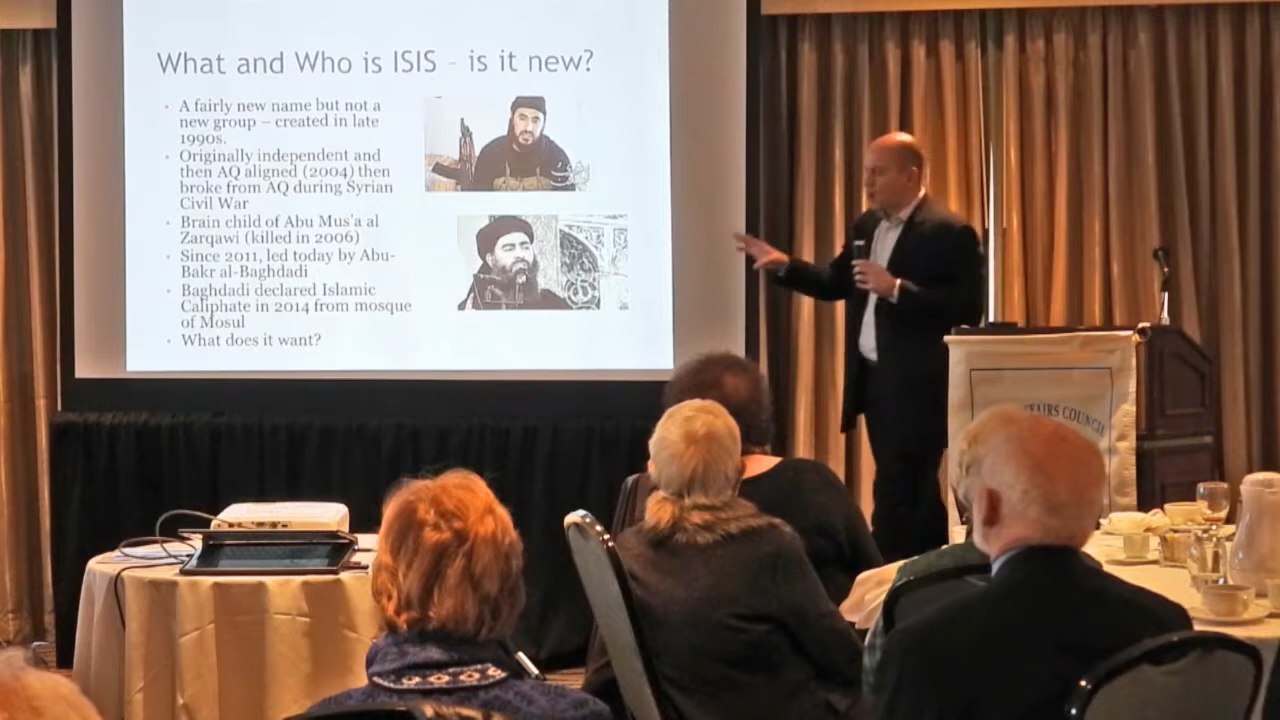 What and Who is ISIS – is it new?
• A fairly new name but not a
new group – created in late
1990s.
• Originally independent and
then AQ aligned (2004) then
broke from AQ during Syrian
Civil War
• Brain child of Abu Mus'a al
Zarqawi (killed in 2006)
• Since 2011, led today by Abu-
Bakr al-Baghdadi
• Baghdadi declared Islamic
Caliphate in 2014 from mosque
of Mosul
• What does it want?
FAIRS COUNCIL